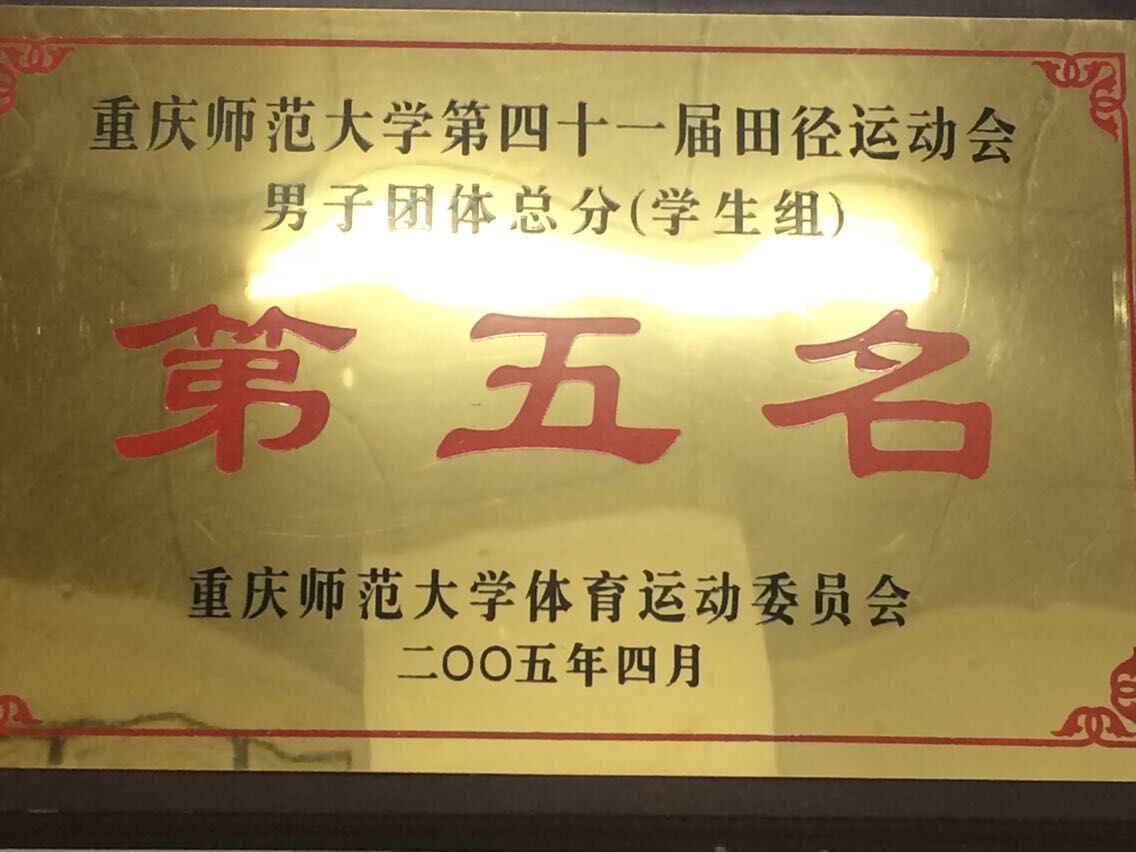 重庆师范大学第四十一届田径运动会
男子团体总分(学生组)
第五名
重庆师范大学体育运动委员会
二〇〇五年四月